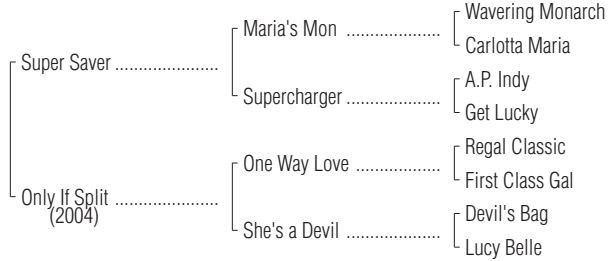 Wavering Monarch
Maria's Mon ....................
Carlotta Maria
Super Saver ......................
A.P. Indy
Supercharger ....................
Get Lucky
Regal Classic
One Way Love ..................
First Class Gal
Only If Split ......................
(2004)
Devil's Bag
She's a Devil ....................
Lucy Belle